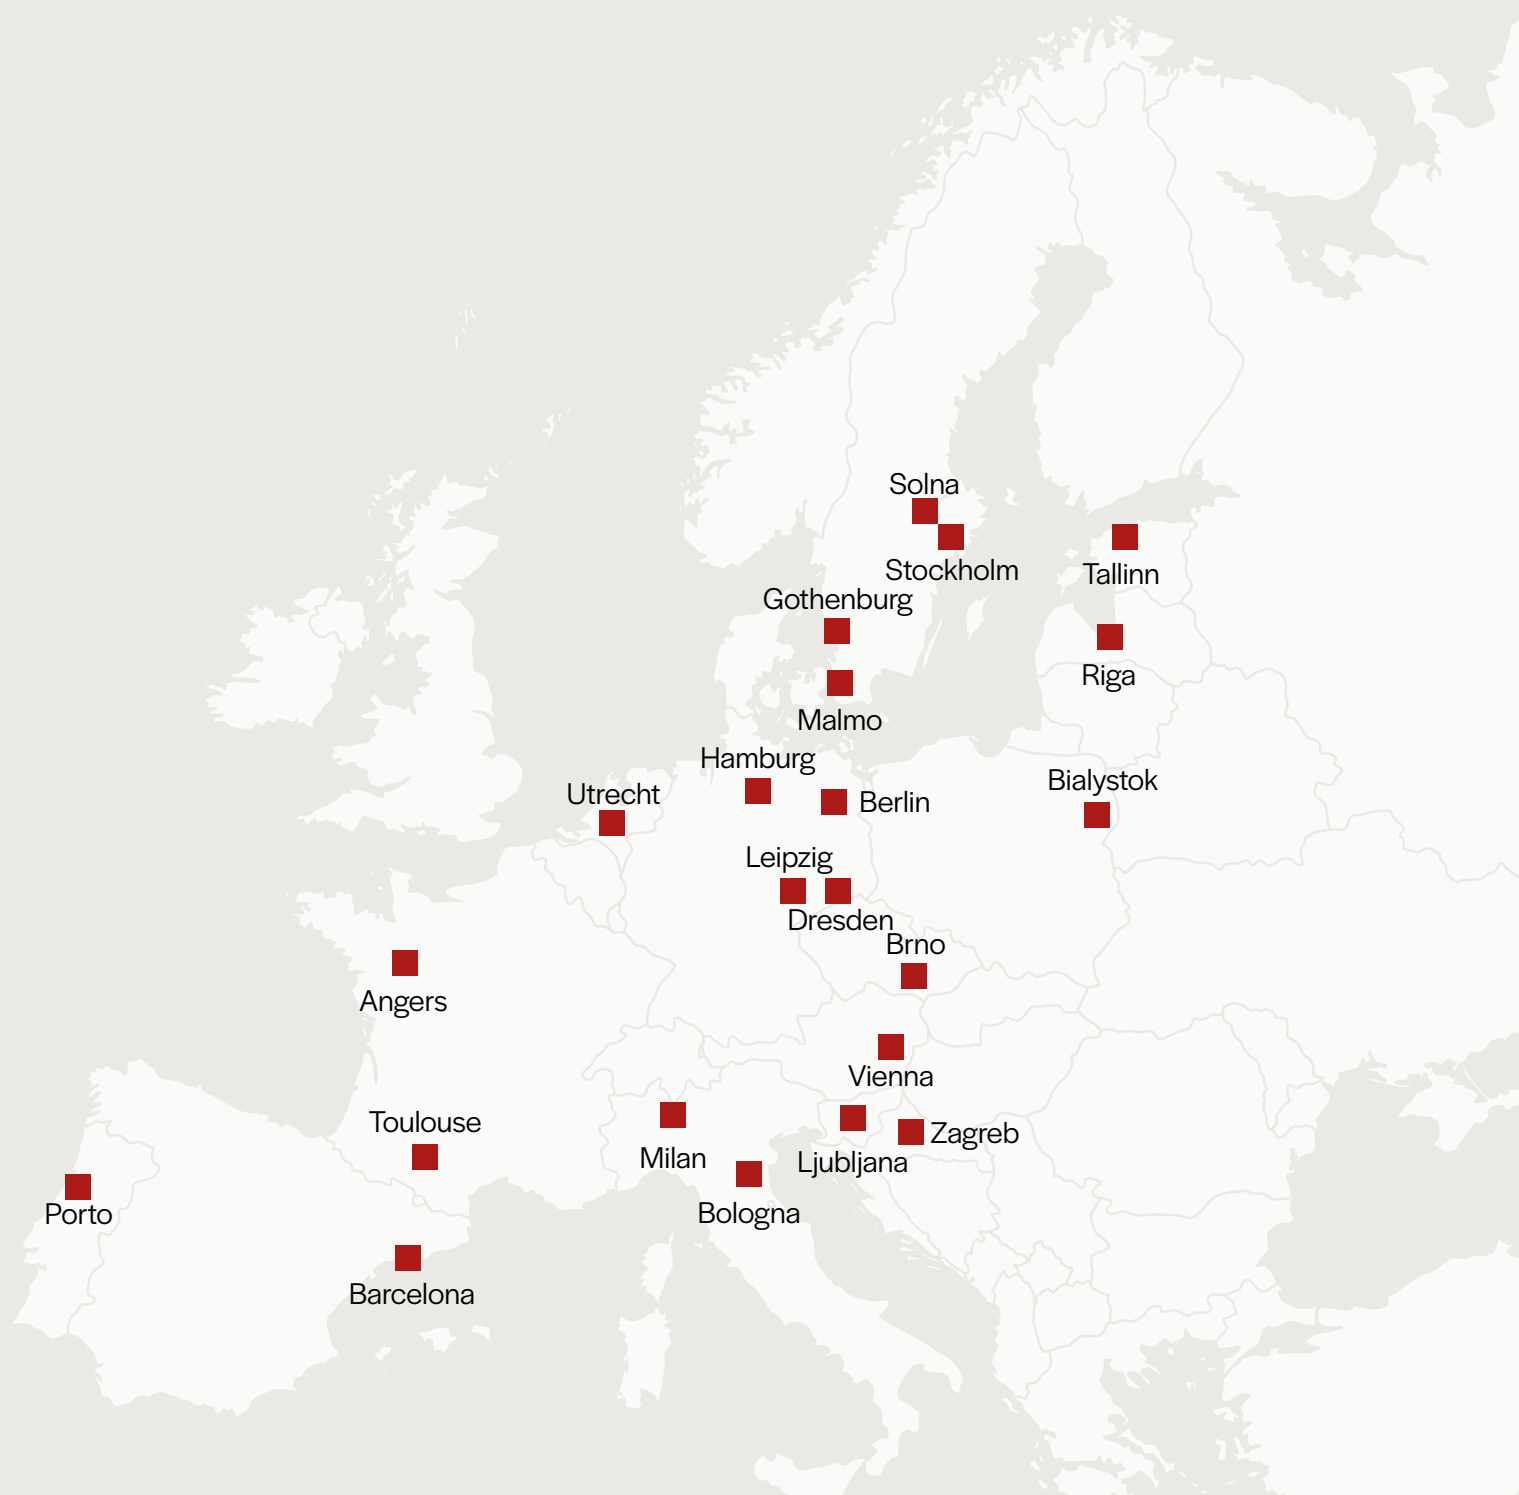 Solna
Stockholm
Tallinn
Gothenburg
Riga
Malmo
Hamburg
Bialystok
Utrecht
Berlin
Leipzig
Dresden
Brno
Angers
Vienna
Toulouse
Zagreb
Milan
Ljubljana
Porto
Bologna
Barcelona